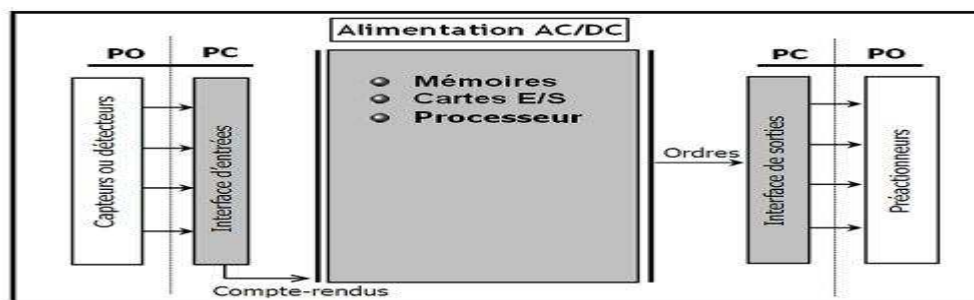 Alimentation AC/DC
PO
PC
Capteurs ou détecteurs
Interface d'entrées
Mémoires
Cartes E/S
Processeur
Compte-rendus
Ordres
PC
PO
Interface de sorties
Préactionneurs